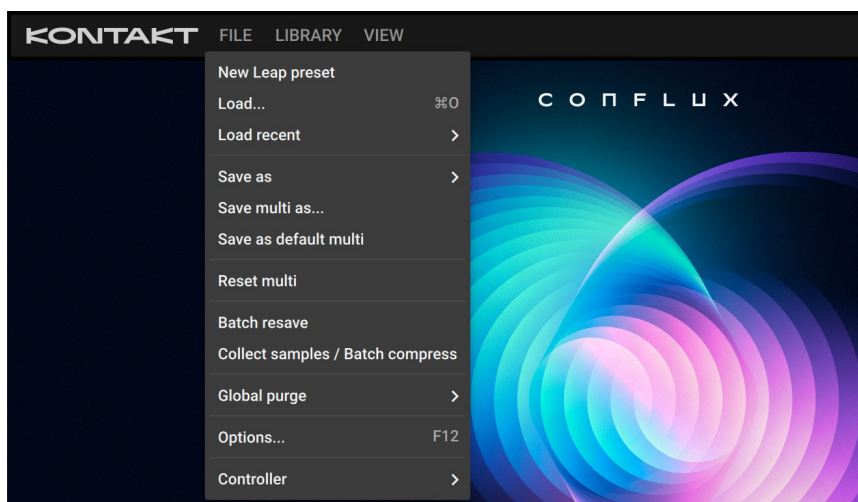 KONTAKT FILE LIBRARY VIEW
New Leap preset
Load... ⌘O
Load recent
Save as
Save multi as...
Save as default multi
Reset multi
Batch resave
Collect samples / Batch compress
Global purge
Options... F12
Controller
CONFLUX